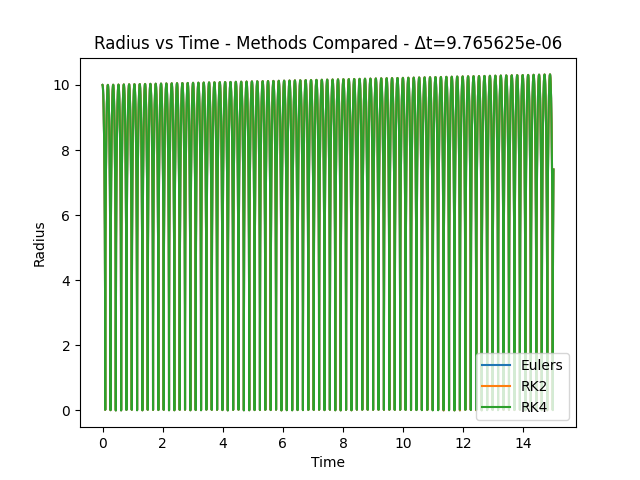 Radius vs Time - Methods Compared - Δt=9.765625e-06
10
8
6
4
2
0
Radius
0 2 4 6 8 10 12 14
Time
Eulers
RK2
RK4